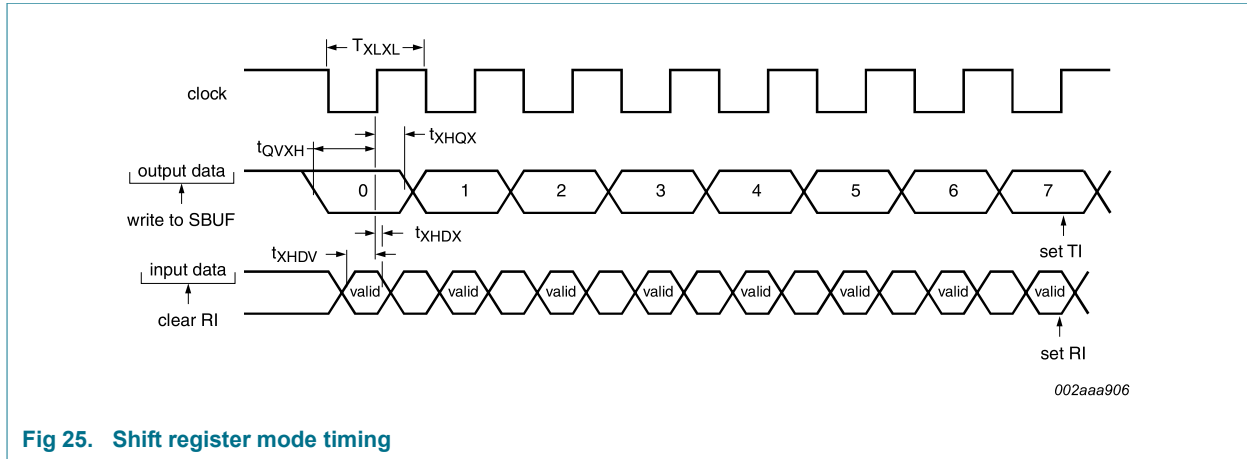 TXLXL
clock
tXHQX
tQVXH
output data
0 1 2 3 4 5 6 7
write to SBUF
tXHDX
set TI
tXHDV
input data
valid valid valid valid valid valid valid valid
clear RI
set RI
002aaa906
Fig 25. Shift register mode timing